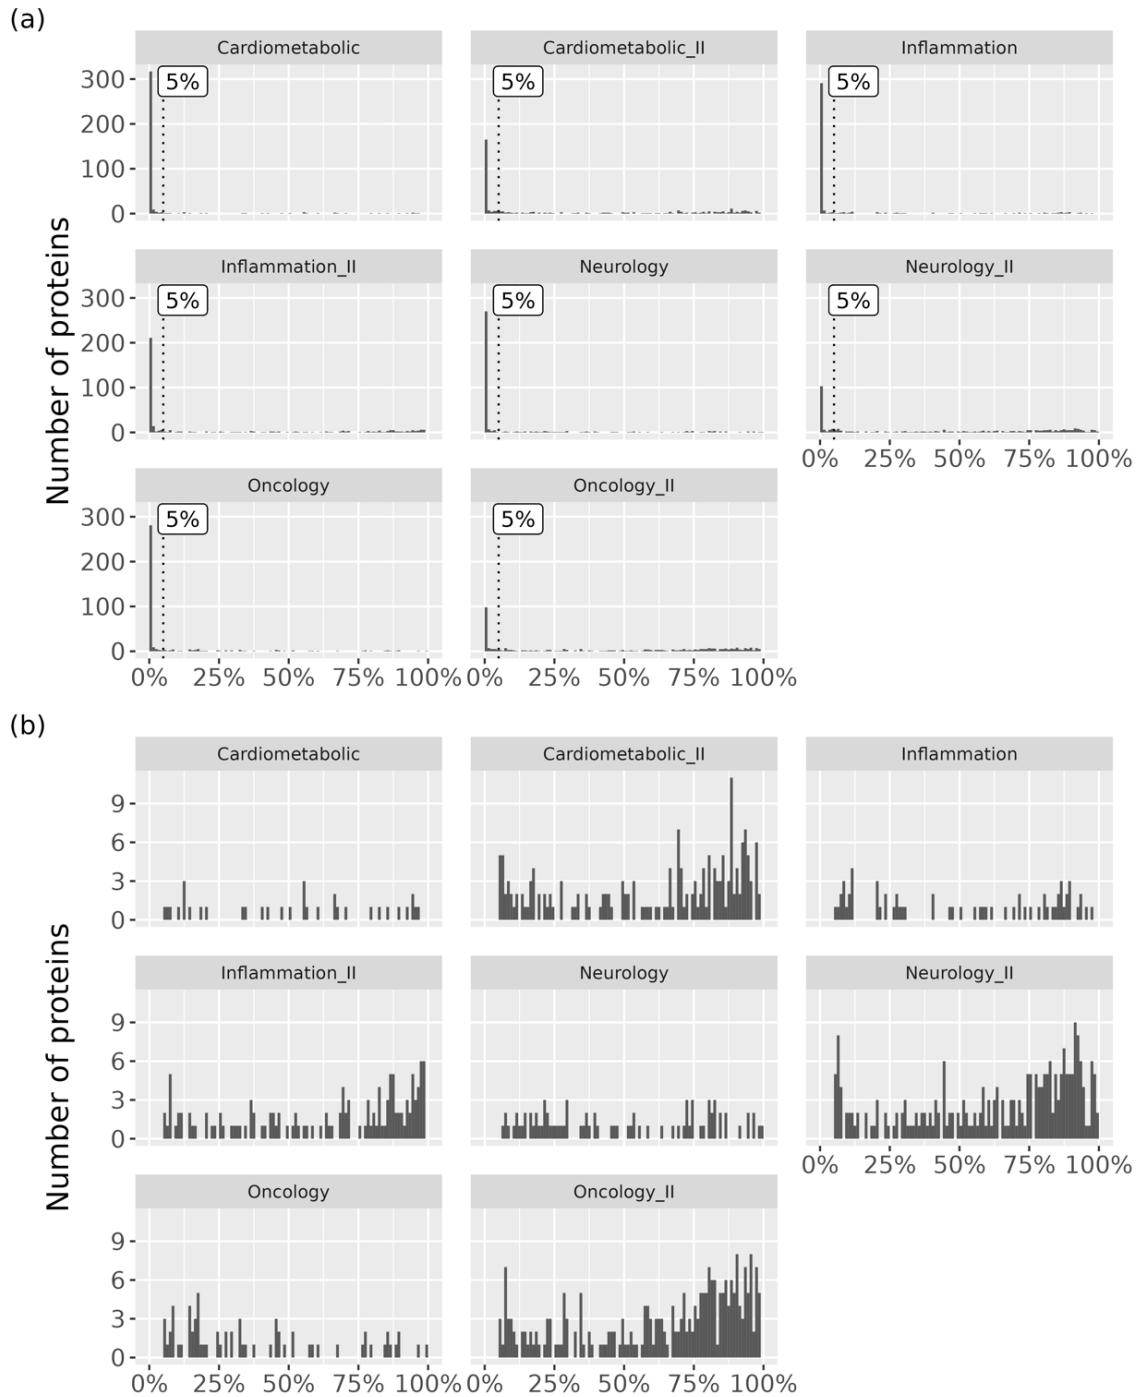 (a)
Number of proteins
Cardiometabolic Cardiometabolic_II Inflammation
300
200
100
0
5% 5% 5%
Inflammation_II Neurology Neurology_II
300
200
100
0
5% 5% 5%
0% 25% 50% 75% 100%
Oncology Oncology_II
300
200
100
0
5% 5%
0% 25% 50% 75% 100% 0% 25% 50% 75% 100%
(b)
Number of proteins
Cardiometabolic Cardiometabolic_II Inflammation
9
6
3
0
Inflammation_II Neurology Neurology_II
9
6
3
0
0% 25% 50% 75% 100%
Oncology Oncology_II
9
6
3
0
0% 25% 50% 75% 100% 0% 25% 50% 75% 100%